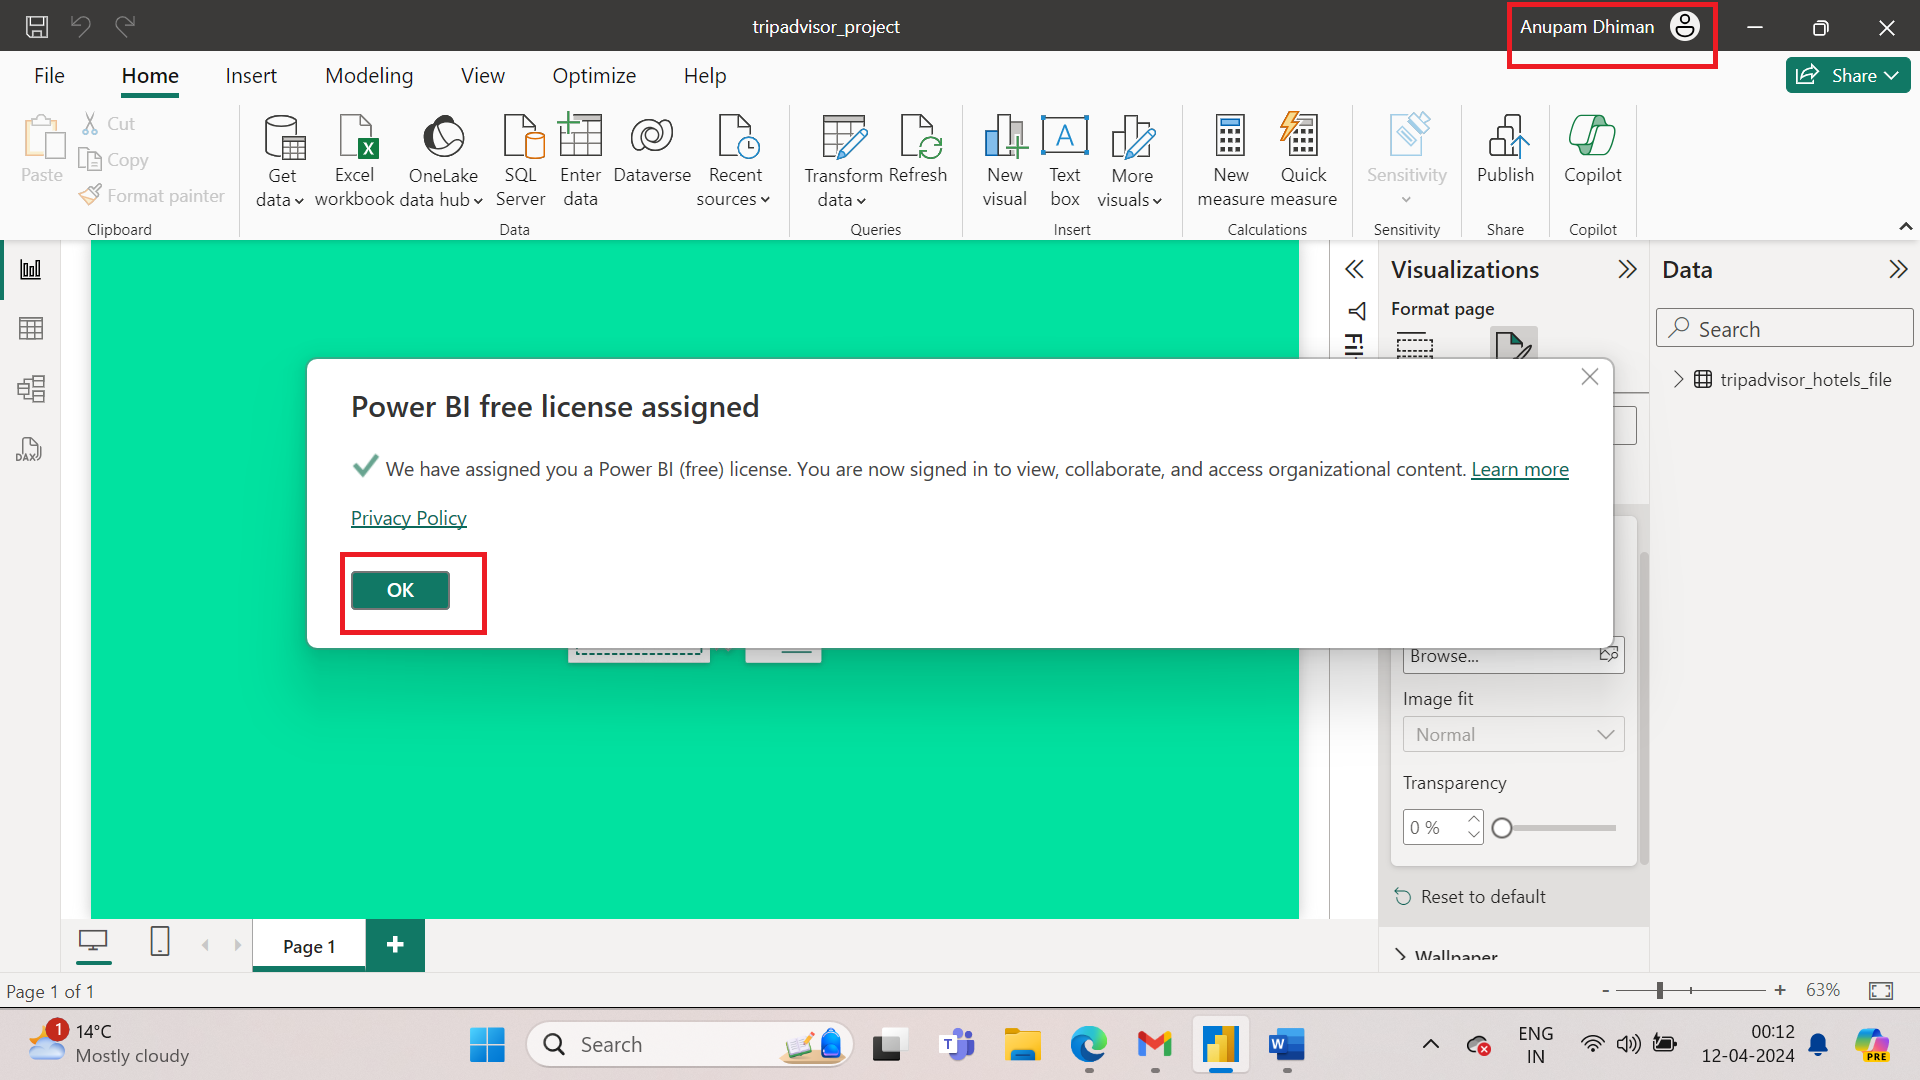 tripadvisor_project
Anupam Dhiman
File
Home
Insert
Modeling
View
Optimize
Help
Share
Paste
Cut
Copy
Format painter
Clipboard
Get
data
Excel
workbook
OneLake
data hub
SQL
Server
Enter
data
Dataverse
Recent
sources
Data
Transform
data
Refresh
Queries
New
visual
Text
box
More
visuals
Insert
New
measure
Quick
measure
Calculations
Sensitivity
Sensitivity
Publish
Share
Copilot
Copilot
DAX
Visualizations
Format page
Data
Search
tripadvisor_hotels_file
Power BI free license assigned
We have assigned you a Power BI (free) license. You are now signed in to view, collaborate, and access organizational content. Learn more
Privacy Policy
OK
Browse...
Image fit
Normal
Transparency
0 %
Reset to default
Wallpaper
Page 1
Page 1 of 1
63%
1
14°C
Mostly cloudy
Search
ENG
IN
00:12
12-04-2024
PRE